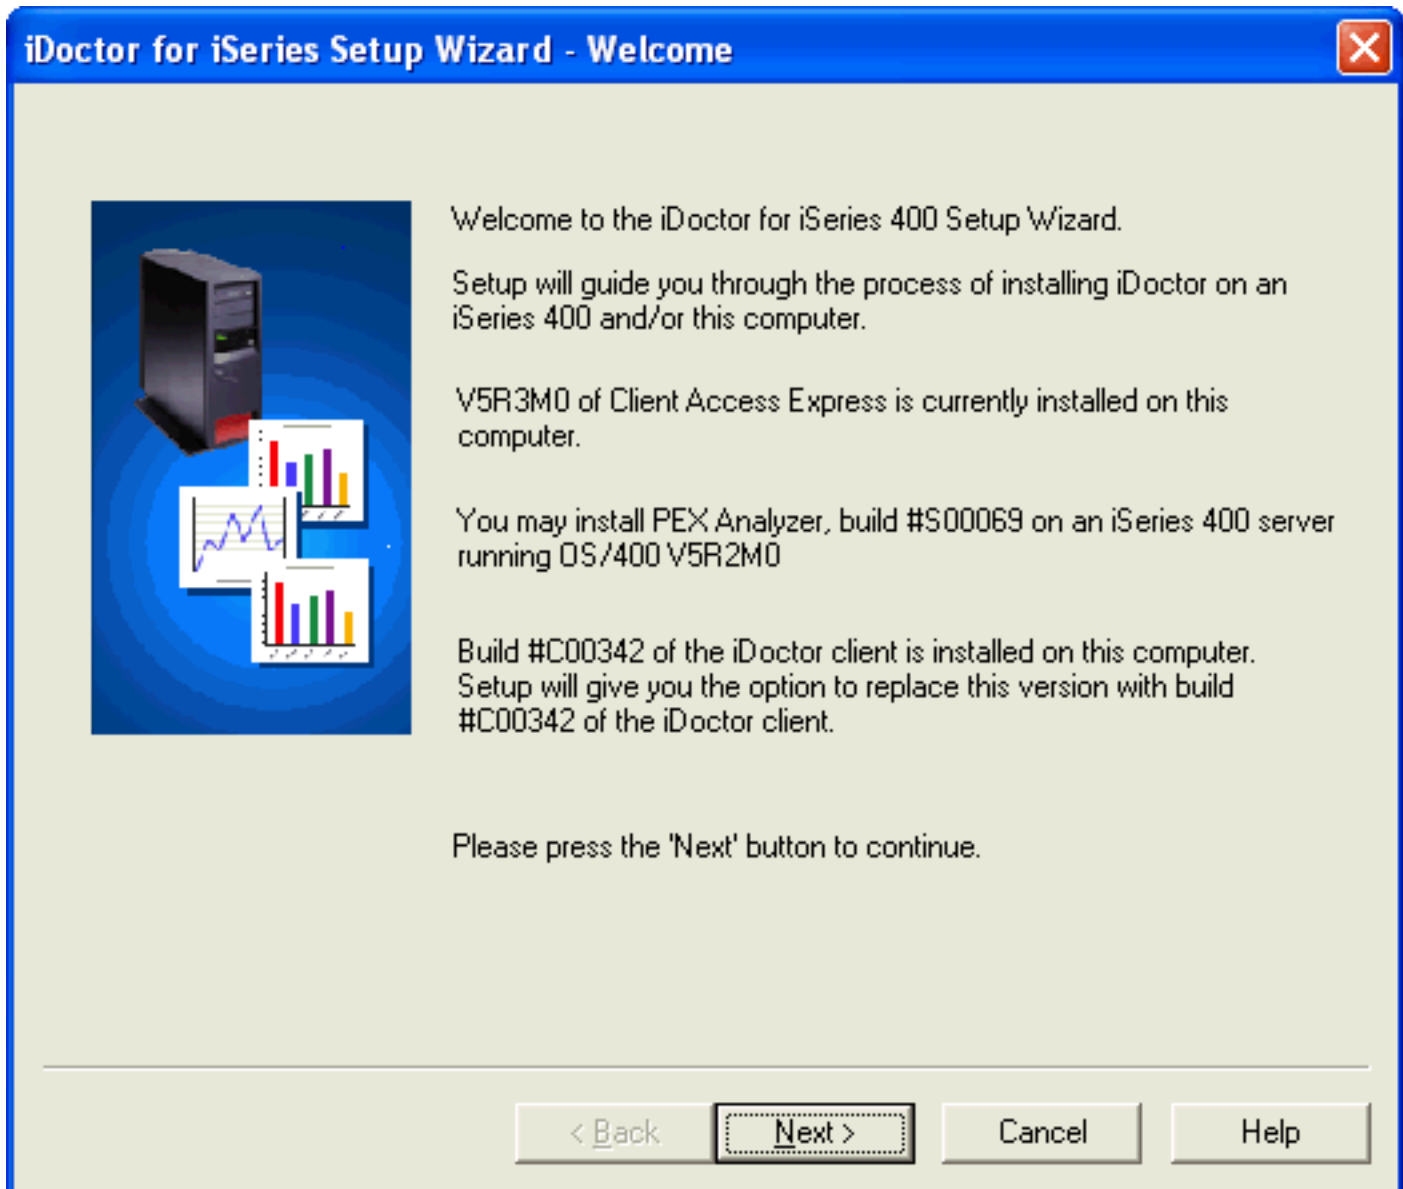 iDoctor for iSeries Setup Wizard - Welcome
Welcome to the iDoctor for iSeries 400 Setup Wizard.
Setup will guide you through the process of installing iDoctor on an
iSeries 400 and/or this computer.
V5R3M0 of Client Access Express is currently installed on this
computer.
You may install PEX Analyzer, build #S00069 on an iSeries 400 server
running OS/400 V5R2M0
Build #C00342 of the iDoctor client is installed on this computer.
Setup will give you the option to replace this version with build
#C00342 of the iDoctor client.
Please press the 'Next' button to continue.
< Back
Next >
Cancel
Help